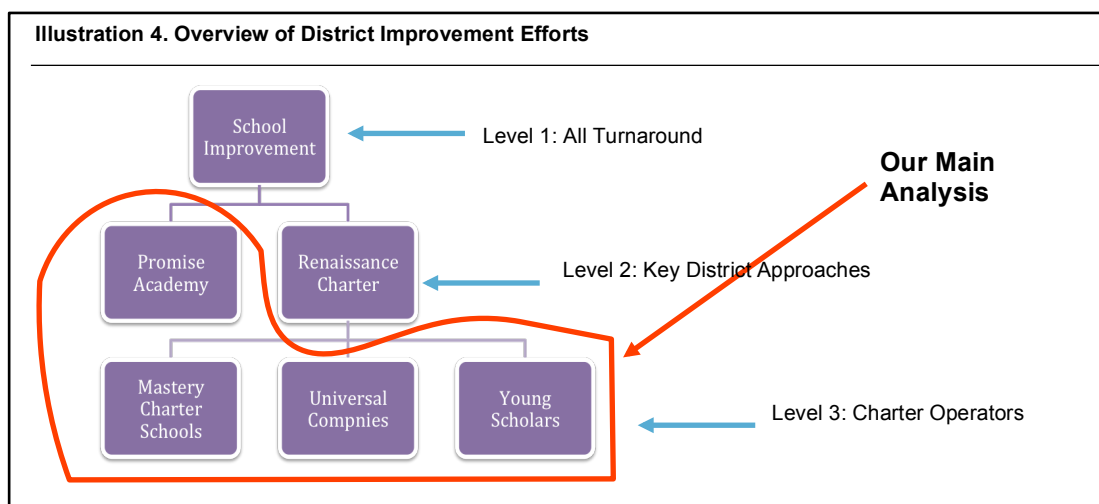 Illustration 4. Overview of District Improvement Efforts
School
Improvement
Level 1: All Turnaround
Our Main
Analysis
Promise
Academy
Renaissance
Charter
Level 2: Key District Approaches
Mastery
Charter
Schools
Universal
Compnies
Young
Scholars
Level 3: Charter Operators